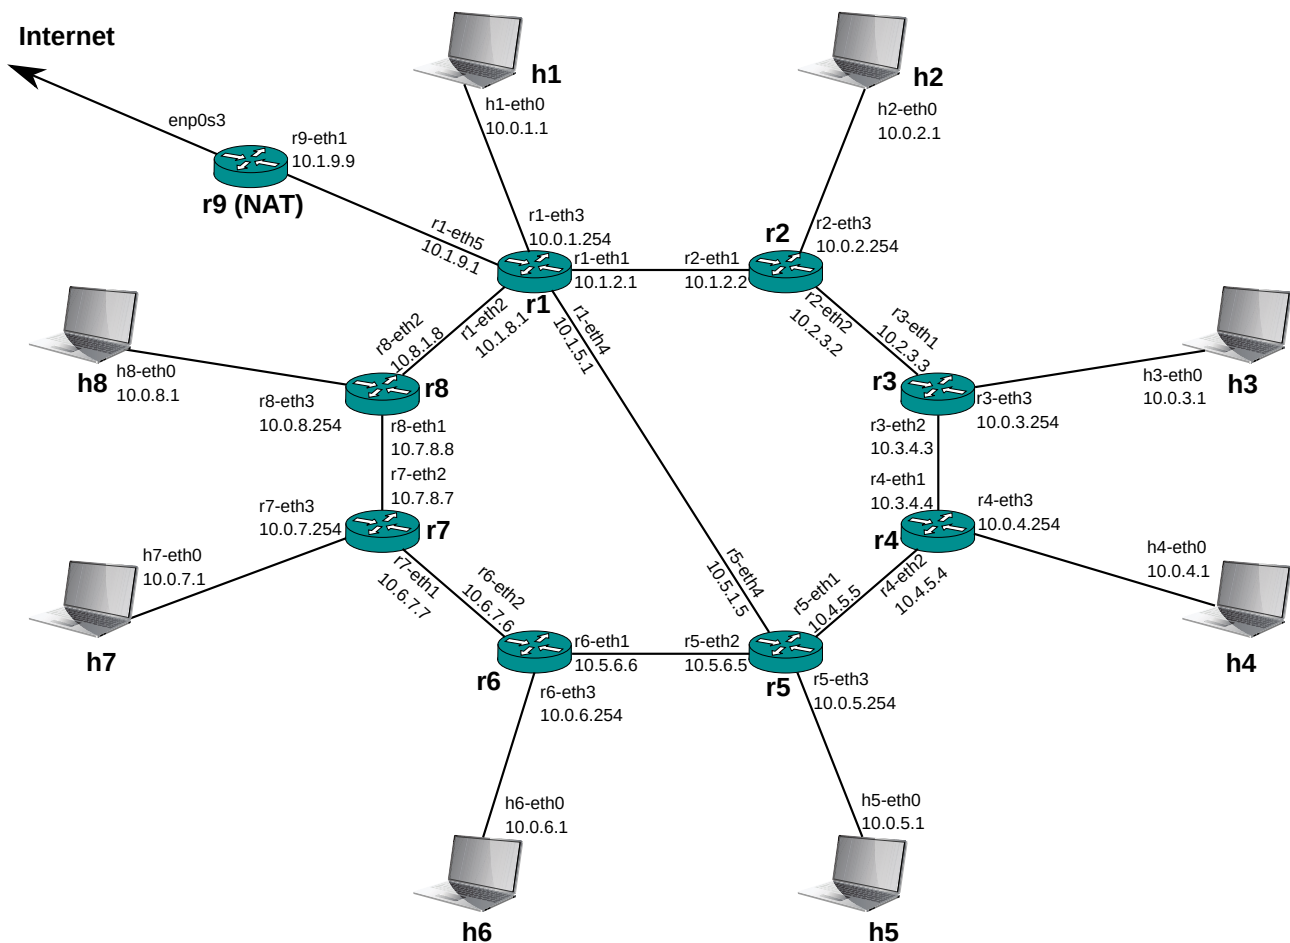 Internet
enp0s3
r9-eth1
10.1.9.9
r9 (NAT)
h1
h1-eth0
10.0.1.1
h2
h2-eth0
10.0.2.1
r1-eth5
10.1.9.1
r1-eth3
10.0.1.254
r1-eth1
10.1.2.1
r1
r2-eth1
10.1.2.2
r2
r2-eth3
10.0.2.254
r2-eth2
10.2.3.2
r3-eth1
10.2.3.3
r1-eth2
10.1.8.1
r1-eth4
10.1.5.1
r8-eth2
10.8.1.8
h8
h8-eth0
10.0.8.1
r8-eth3
10.0.8.254
r8
r8-eth1
10.7.8.8
r3
r3-eth3
10.0.3.254
h3-eth0
10.0.3.1
h3
r3-eth2
10.3.4.3
r7-eth2
10.7.8.7
r7-eth3
10.0.7.254
r7
r4-eth1
10.3.4.4
r4
r4-eth3
10.0.4.254
h7-eth0
10.0.7.1
h7
r7-eth1
10.6.7.7
r6-eth2
10.6.7.6
r5-eth4
10.5.1.5
r5-eth1
10.4.5.5
r4-eth2
10.4.5.4
h4-eth0
10.0.4.1
h4
r6
r6-eth1
10.5.6.6
r5-eth2
10.5.6.5
r5
r6-eth3
10.0.6.254
r5-eth3
10.0.5.254
h6-eth0
10.0.6.1
h6
h5-eth0
10.0.5.1
h5